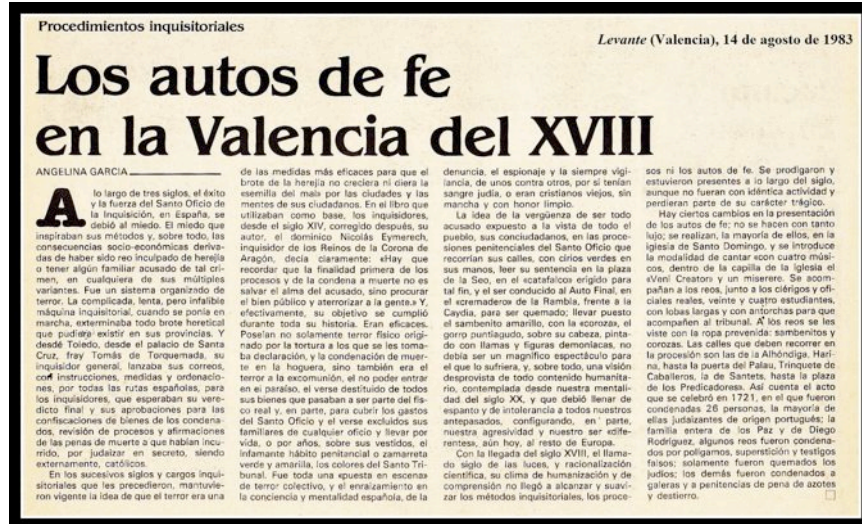 Procedimientos inquisitoriales
Levante (Valencia), 14 de agosto de 1983
Los autos de fe
en la Valencia del XVIII
ANGELINA GARCIA
A lo largo de tres siglos, el éxito
y la fuerza del Santo Oficio de
la Inquisición, en España, se
debió al miedo. El miedo que
inspiraban sus métodos y, sobre todo, las
consecuencias socio-económicas deriva-
das de haber sido reo inculpado de herejía
o tener algún familiar acusado de tal cri-
men, en cualquiera de sus múltiples
variantes. Fue un sistema organizado de
terror. La complicada, lenta, pero infalible
máquina inquisitorial, cuando se ponía en
marcha, exterminaba todo brote heretical
que pudiera existir en sus provincias. Y
desde Toledo, desde el palacio de Santa
Cruz, fray Tomás de Torquemada, su
inquisidor general, lanzaba sus correos,
con instrucciones, medidas y ordenacio-
nes, por todas las rutas españolas, para
los inquisidores, que esperaban su vere-
dicto final y sus aprobaciones para las
confiscaciones de bienes de los condena-
dos, revisión de procesos y afirmaciones
de las penas de muerte a que habían incu-
rrido, por judaizar en secreto, siendo
externamente, católicos.
En los sucesivos siglos y cargos inqui-
sitoriales que les precedieron, mantuvie-
ron vigente la idea de que el terror era una
de las medidas más eficaces para que el
brote de la herejía no creciera ni diera la
«semilla del mal» por las ciudades y las
mentes de sus ciudadanos. En el libro que
utilizaban como base, los inquisidores,
desde el siglo XIV, corregido después, su
autor, el dominico Nicolás Eymerech,
inquisidor de los Reinos de la Corona de
Aragón, decía claramente: «Hay que
recordar que la finalidad primera de los
procesos y de la condena a muerte no es
salvar el alma del acusado, sino procurar
el bien público y aterrorizar a la gente.» Y,
efectivamente, su objetivo se cumplió
durante toda su historia. Eran eficaces.
Poseían no solamente terror físico origi-
nado por la tortura a los que se les toma-
ba declaración, y la condenación de muer-
te en la hoguera, sino también era el
terror a la excomunión, el no poder entrar
en el paraíso, el verse destituido de todos
sus bienes que pasaban a ser parte del fis-
co real y, en parte, para cubrir los gastos
del Santo Oficio y el verse excluidos sus
familiares de cualquier oficio y llevar por
vida, o por años, sobre sus vestidos, el
infamante hábito penitencial o zamarreta
verde y amarilla, los colores del Santo Tri-
bunal. Fue toda una «puesta en escena»
de terror colectivo, y el enraizamiento en
la conciencia y mentalidad española, de la
denuncia, el espionaje y la siempre vigi-
lancia, de unos contra otros, por si tenían
sangre judía, o eran cristianos viejos, sin
mancha y con honor limpio.
La idea de la vergüenza de ser todo
acusado expuesto a la vista de todo el
pueblo, sus conciudadanos, en las proce-
siones penitenciales del Santo Oficio que
recorrían sus calles, con cirios verdes en
sus manos, leer su sentencia en la plaza
de la Seo, en el «catafalco» erigido para
tal fin, y el ser conducido al Auto Final, en
el «cremadero» de la Rambla, frente a la
Caydia, para ser quemado; llevar puesto
el sambenito amarillo, con la «coroza, el
gorro puntiagudo, sobre su cabeza, pinta-
do con llamas y figuras demoníacas, no
debía ser un magnífico espectáculo para
el que lo sufriera, y, sobre todo, una visión
desprovista de todo contenido humanita-
rio, contemplada desde nuestra mentali-
dad del siglo XX, y que debió llenar de
espanto y de intolerancia a todos nuestros
antepasados, configurando, en parte,
nuestra agresividad y nuestro ser «dife-
rentes», aún hoy, al resto de Europa.
Con la llegada del siglo XVIII, el llama-
do siglo de las luces, y racionalización
científica, su clima de humanización y de
comprensión no llegó a alcanzar y suavi-
zar los métodos inquisitoriales, los proce-
sos ni los autos de fe. Se prodigaron y
estuvieron presentes a lo largo del siglo,
aunque no fueran con idéntica actividad y
perdieran parte de su carácter trágico.
Hay ciertos cambios en la presentación
de los autos de fe; no se hacen con tanto
lujo; se realizan, la mayoría de ellos, en la
iglesia de Santo Domingo, y se introduce
la modalidad de cantar «con cuatro músi-
cos, dentro de la capilla de la iglesia el
«Veni Creator» y un miserere. Se acom-
pañan a los reos, junto a los clérigos y ofi-
ciales reales, veinte y cuatro estudiantes,
con lobas largas y con antorchas para que
acompañen al tribunal. A los reos se les
viste con la ropa prevenida: sambenitos y
corozas. Las calles que deben recorrer en
la procesión son las de la Alhóndiga, Hari-
na, hasta la puerta del Palau, Trinquete de
Caballeros, la de Santets, hasta la plaza
de los Predicadores». Así cuenta el acto
que se celebró en 1721, en el que fueron
condenadas 26 personas, la mayoría de
ellas judaizantes de origen portugués; la
familia entera de los Paz y de Diego
Rodríguez, algunos reos fueron condena-
dos por polígamos, superstición y testigos
falsos; solamente fueron quemados los
judíos; los demás fueron condenados a
galeras y a penitencias de pena de azotes
y destierro.